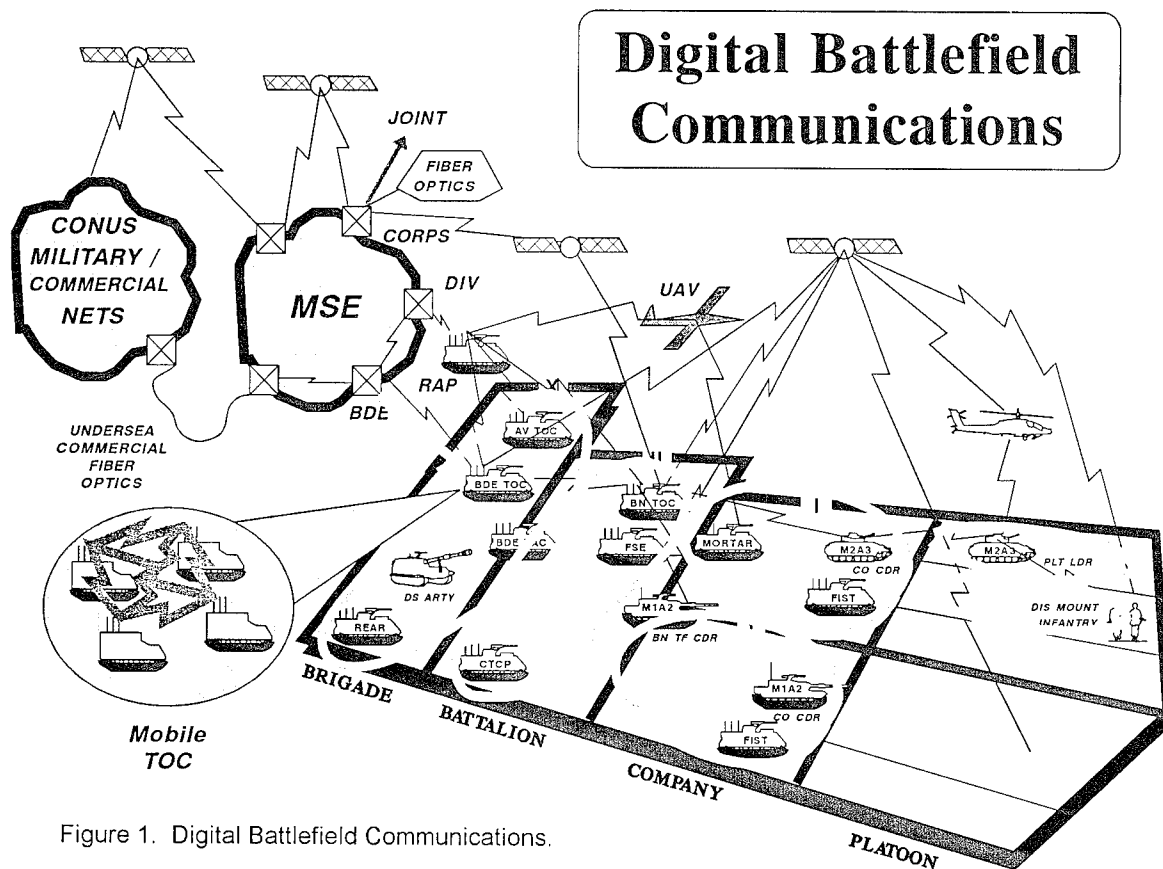 Digital Battlefield
Communications
JOINT
FIBER
OPTICS
CONUS
MILITARY /
COMMERCIAL
NETS
CORPS
MSE
DIV
UAV
RAP
BDE
UNDERSEA
COMMERCIAL
FIBER
OPTICS
AV TOC
BDE TOC
BN TOC
BDE
FSE
MORTAR
M2A3
CO CDR
M2A3
PLT LDR
DS ARTY
FIST
M1A2
BN TF CDR
DIS MOUNT
INFANTRY
REAR
CTCP
M1A2
CO CDR
FIST
BRIGADE
BATTALION
COMPANY
PLATOON
Mobile
TOC
Figure 1. Digital Battlefield Communications.